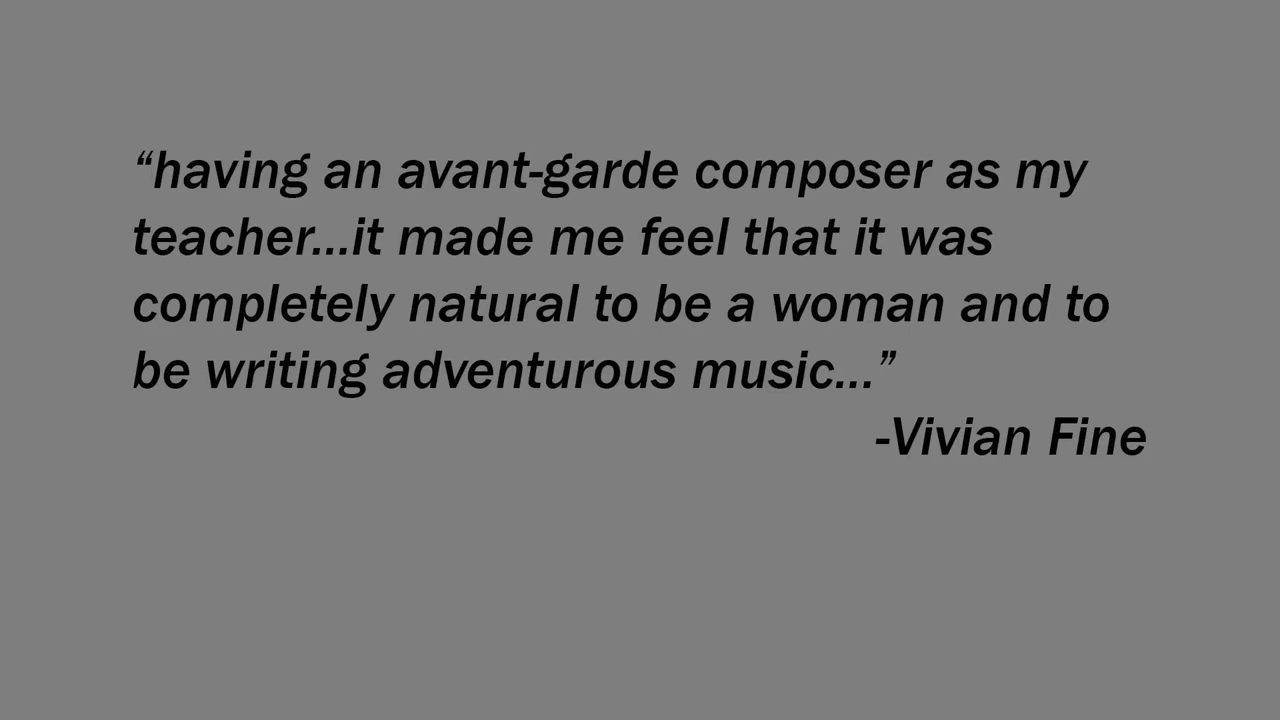 “having an avant-garde composer as my
teacher...it made me feel that it was
completely natural to be a woman and to
be writing adventurous music...”
-Vivian Fine